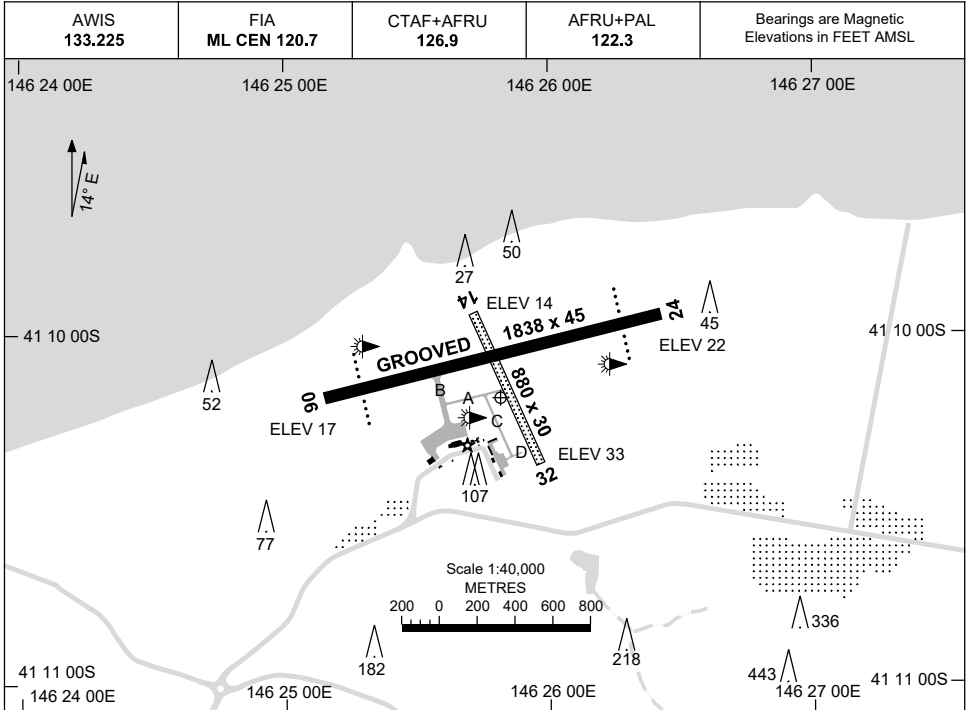 AWIS
133.225
FIA
ML CEN 120.7
CTAF+AFRU
126.9
AFRU+PAL
122.3
Bearings are Magnetic
Elevations in FEET AMSL
146 24 00E
146 25 00E
146 26 00E
146 27 00E
14° E
50
27
14
ELEV 14
24
45
41 10 00S
GROOVED
1838 x 45
41 10 00S
ELEV 22
52
06
ELEV 17
B
A
880 x 30
C
D
ELEV 33
32
107
77
Scale 1:40,000
METRES
200 0 200 400 600 800
336
182
218
443
41 11 00S
41 11 00S
146 24 00E
146 25 00E
146 26 00E
146 27 00E